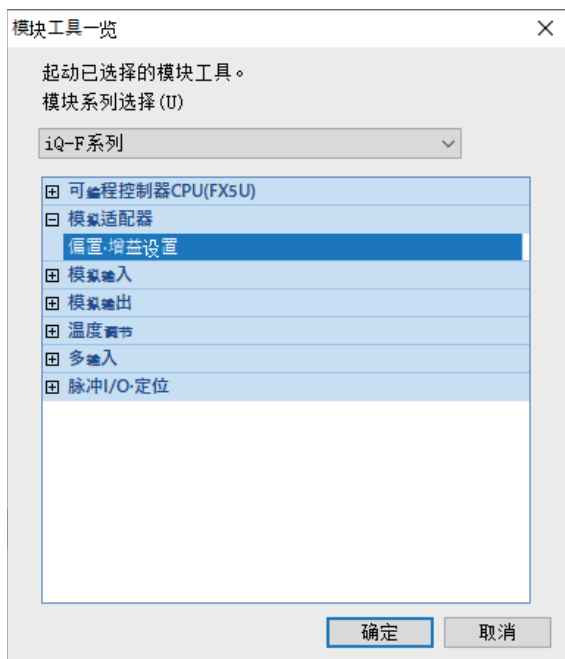 模块工具一览
起动已选择的模块工具。
模块系列选择(U)
iQ-F系列
可编程控制器CPU(FX5U)
模拟适配器
偏置·增益设置
模拟输入
模拟输出
温度调节
多输入
脉冲I/O·定位
确定
取消